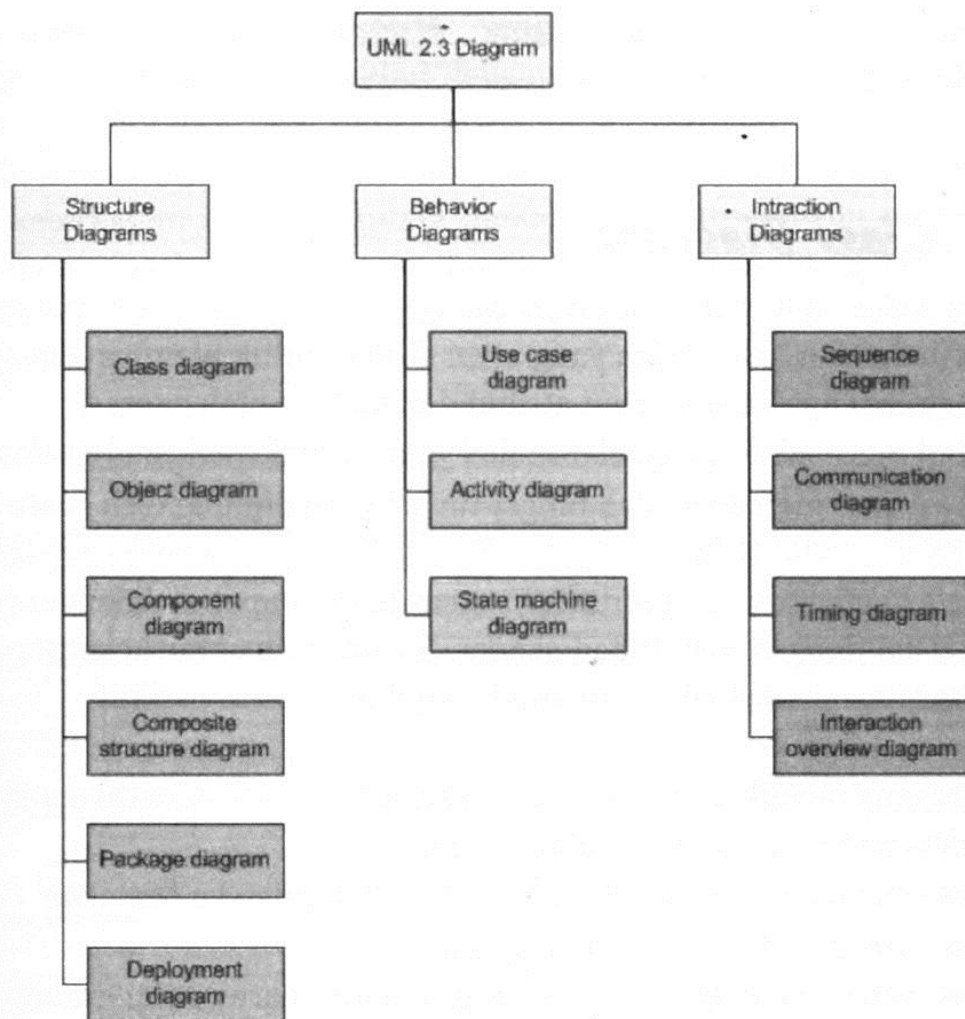 UML 2.3 Diagram
Structure
Diagrams
Behavior
Diagrams
Intraction
Diagrams
Class diagram
Use case
diagram
Sequence
diagram
Object diagram
Activity diagram
Communication
diagram
Component
diagram
State machine
diagram
Timing diagram
Composite
structure diagram
Interaction
overview diagram
Package diagram
Deployment
diagram